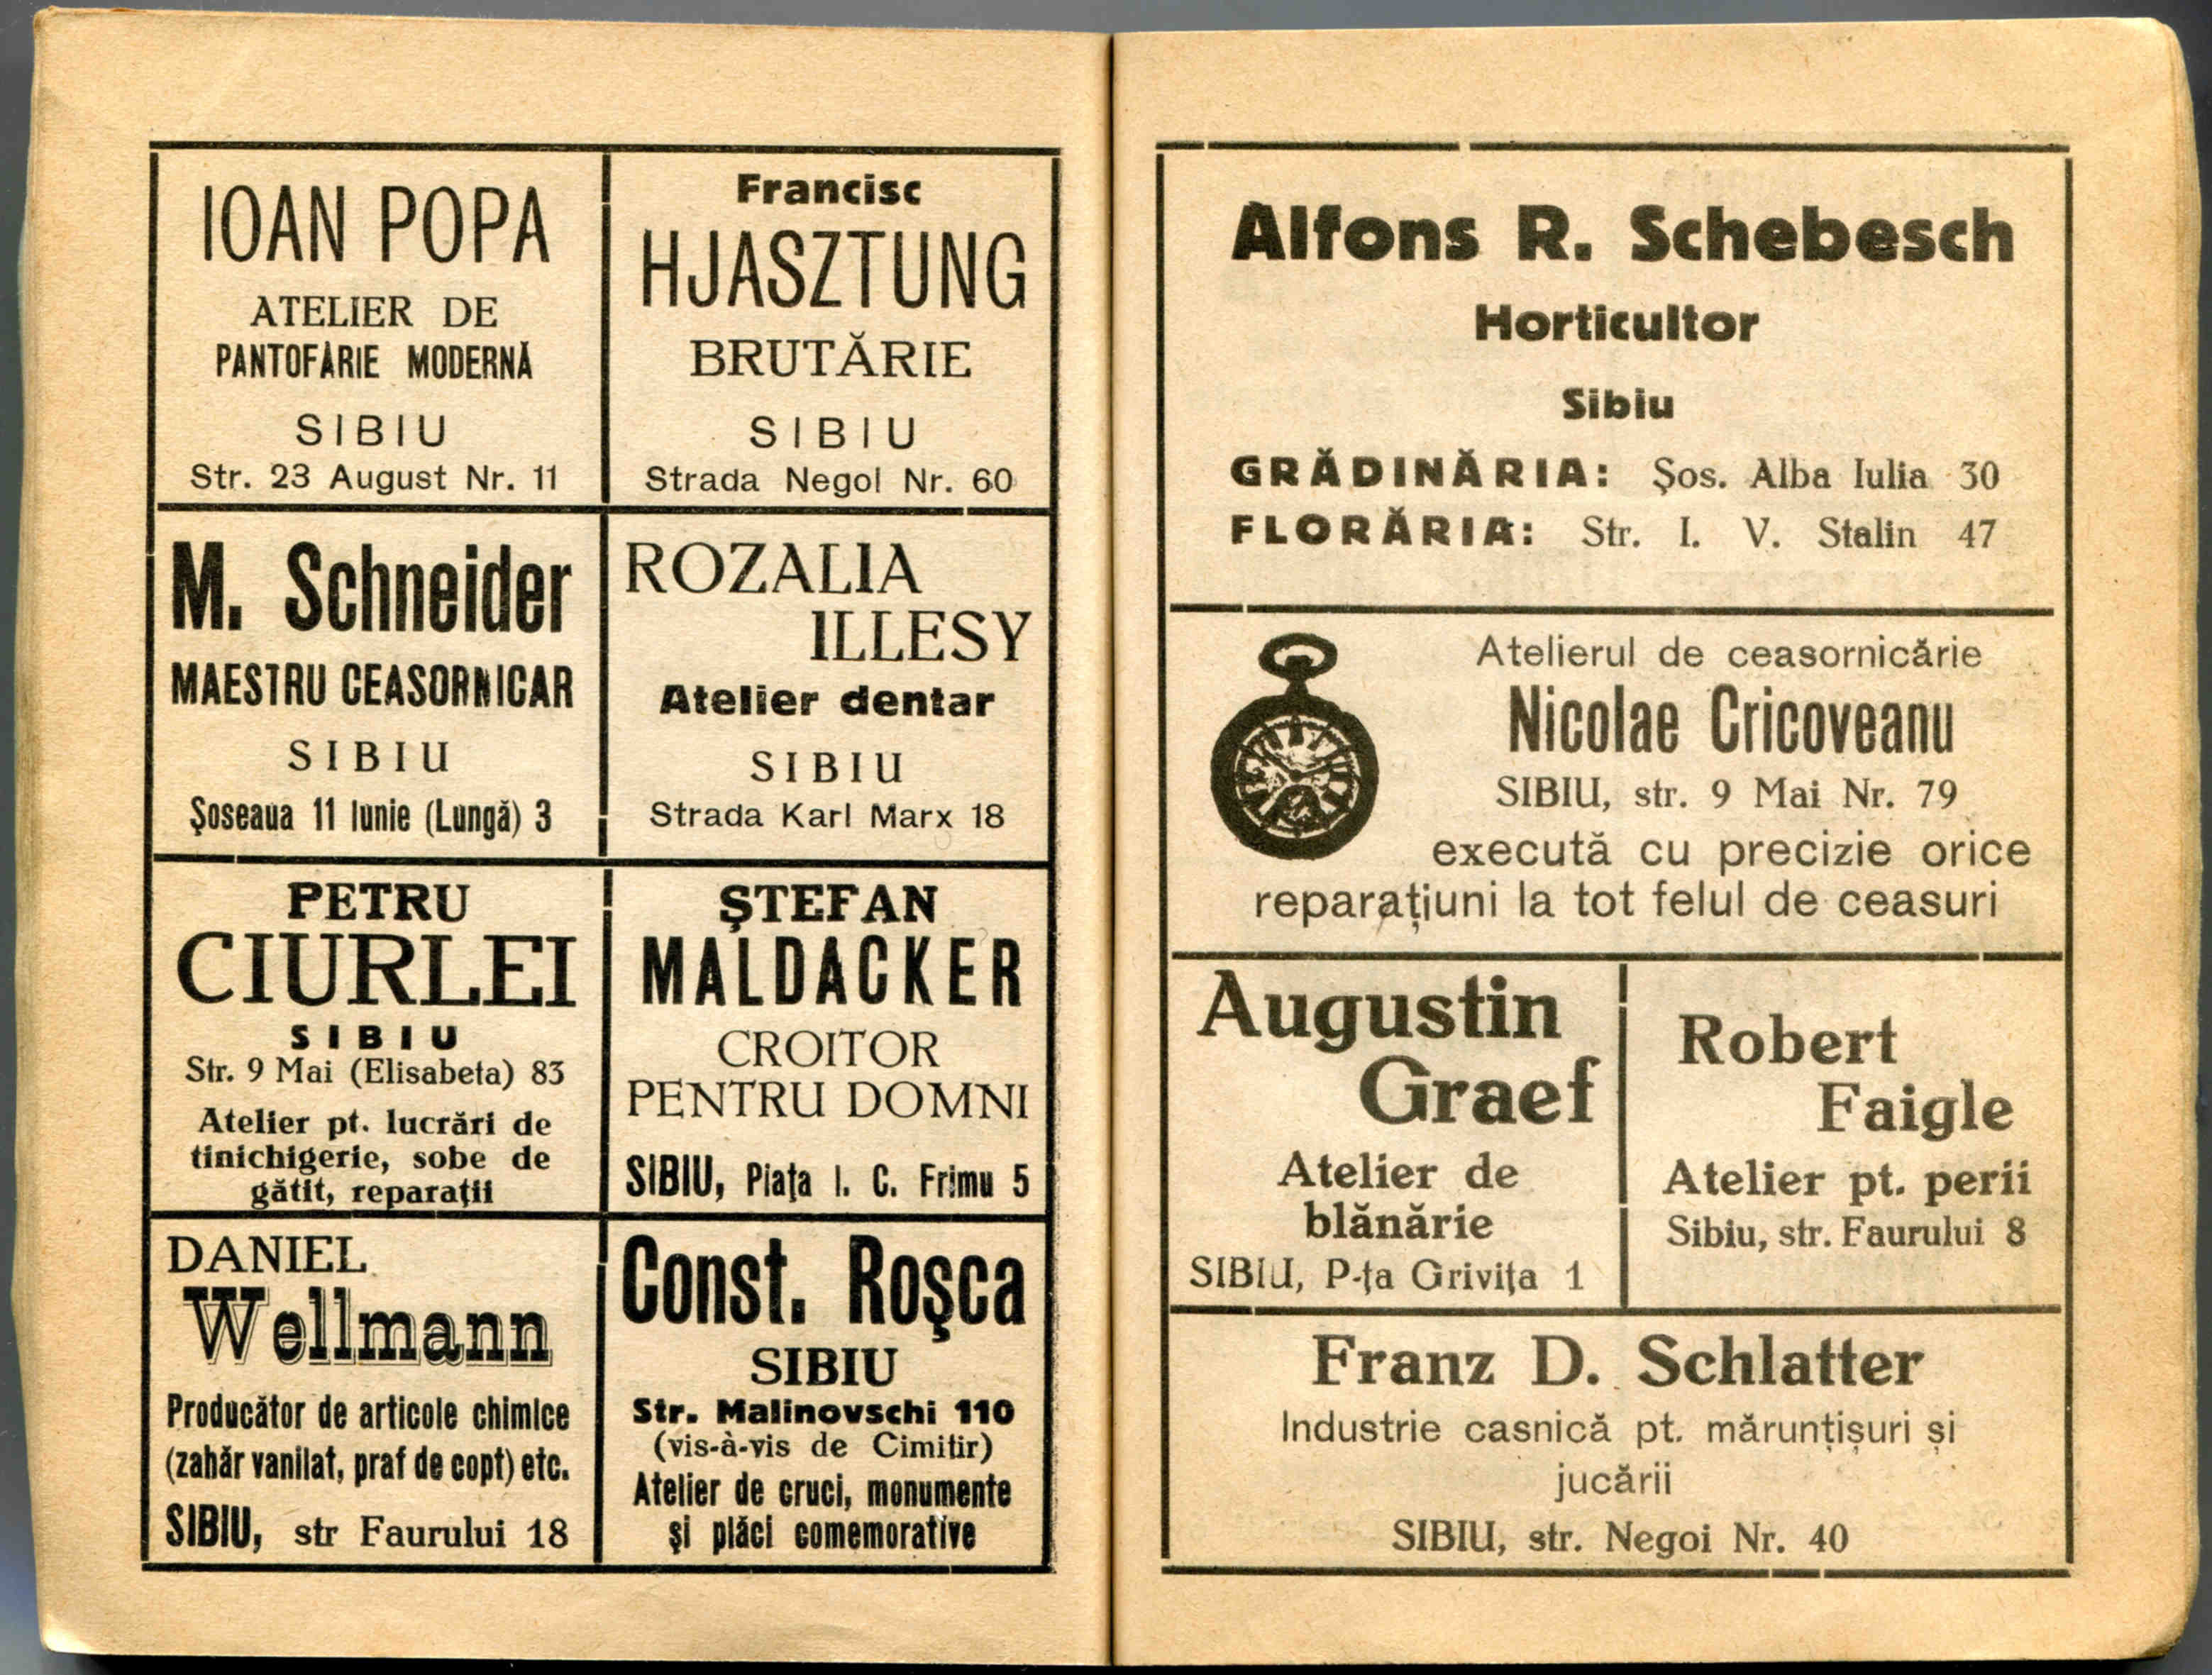 IOAN POPA
ATELIER DE
PANTOFĂRIE MODERNĂ
SIBIU
Str. 23 August Nr. 11
Francisc
HJASZTUNG
BRUTĂRIE
SIBIU
Strada Negoi Nr. 60
M. Schneider
MAESTRU CEASORNICAR
SIBIU
Şoseaua 11 Iunie (Lungă) 3
ROZALIA
ILLESY
Atelier dentar
SIBIU
Strada Karl Marx 18
PETRU
CIURLEI
SIBIU
Str. 9 Mai (Elisabeta) 83
Atelier pt. lucrări de
tinichigerie, sobe de
gătit, reparaţii
ŞTEFAN
MALDACKER
CROITOR
PENTRU DOMNI
SIBIU, Piaţa I. C. Frimu 5
DANIEL
Wellmann
Producător de articole chimice
(zahăr vanilat, praf de copt) etc.
SIBIU, str Faurului 18
Const. Roşca
SIBIU
Str. Malinovschi 110
(vis-à-vis de Cimitir)
Atelier de cruci, monumente
şi plăci comemorative
Alfons R. Schebesch
Horticultor
Sibiu
GRĂDINĂRIA: Şos. Alba Iulia 30
FLORĂRIA: Str. I. V. Stalin 47
Atelierul de ceasornicărie
Nicolae Cricoveanu
SIBIU, str. 9 Mai Nr. 79
execută cu precizie orice
reparaţiuni la tot felul de ceasuri
Augustin
Graef
Atelier de
blănărie
SIBIU, P-ţa Griviţa 1
Robert
Faigle
Atelier pt. perii
Sibiu, str. Faurului 8
Franz D. Schlatter
Industrie casnică pt. mărunţişuri şi
jucării
SIBIU, str. Negoi Nr. 40